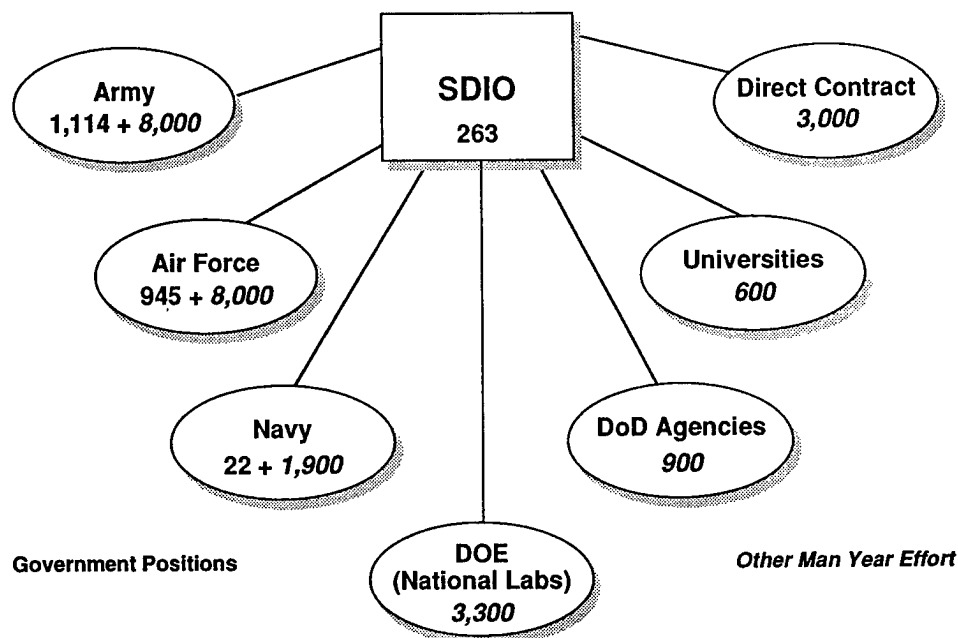 SDIO
263
Army
1,114 + 8,000
Direct Contract
3,000
Air Force
945 + 8,000
Universities
600
Navy
22 + 1,900
DoD Agencies
900
DOE
(National Labs)
3,300
Government Positions
Other Man Year Effort